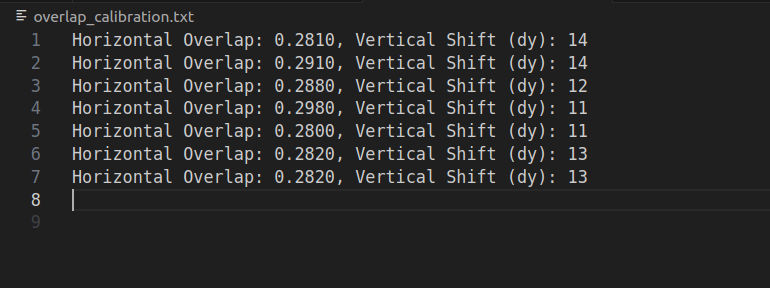 overlap_calibration.txt
1 Horizontal Overlap: 0.2810, Vertical Shift (dy): 14
2 Horizontal Overlap: 0.2910, Vertical Shift (dy): 14
3 Horizontal Overlap: 0.2880, Vertical Shift (dy): 12
4 Horizontal Overlap: 0.2980, Vertical Shift (dy): 11
5 Horizontal Overlap: 0.2800, Vertical Shift (dy): 11
6 Horizontal Overlap: 0.2820, Vertical Shift (dy): 13
7 Horizontal Overlap: 0.2820, Vertical Shift (dy): 13
8
9